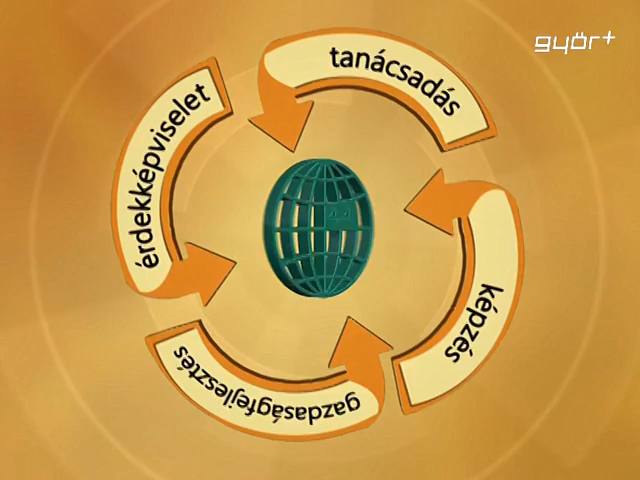 győr+
tanácsadás
érdekképviselet
képzés
gazdaságfejlesztés